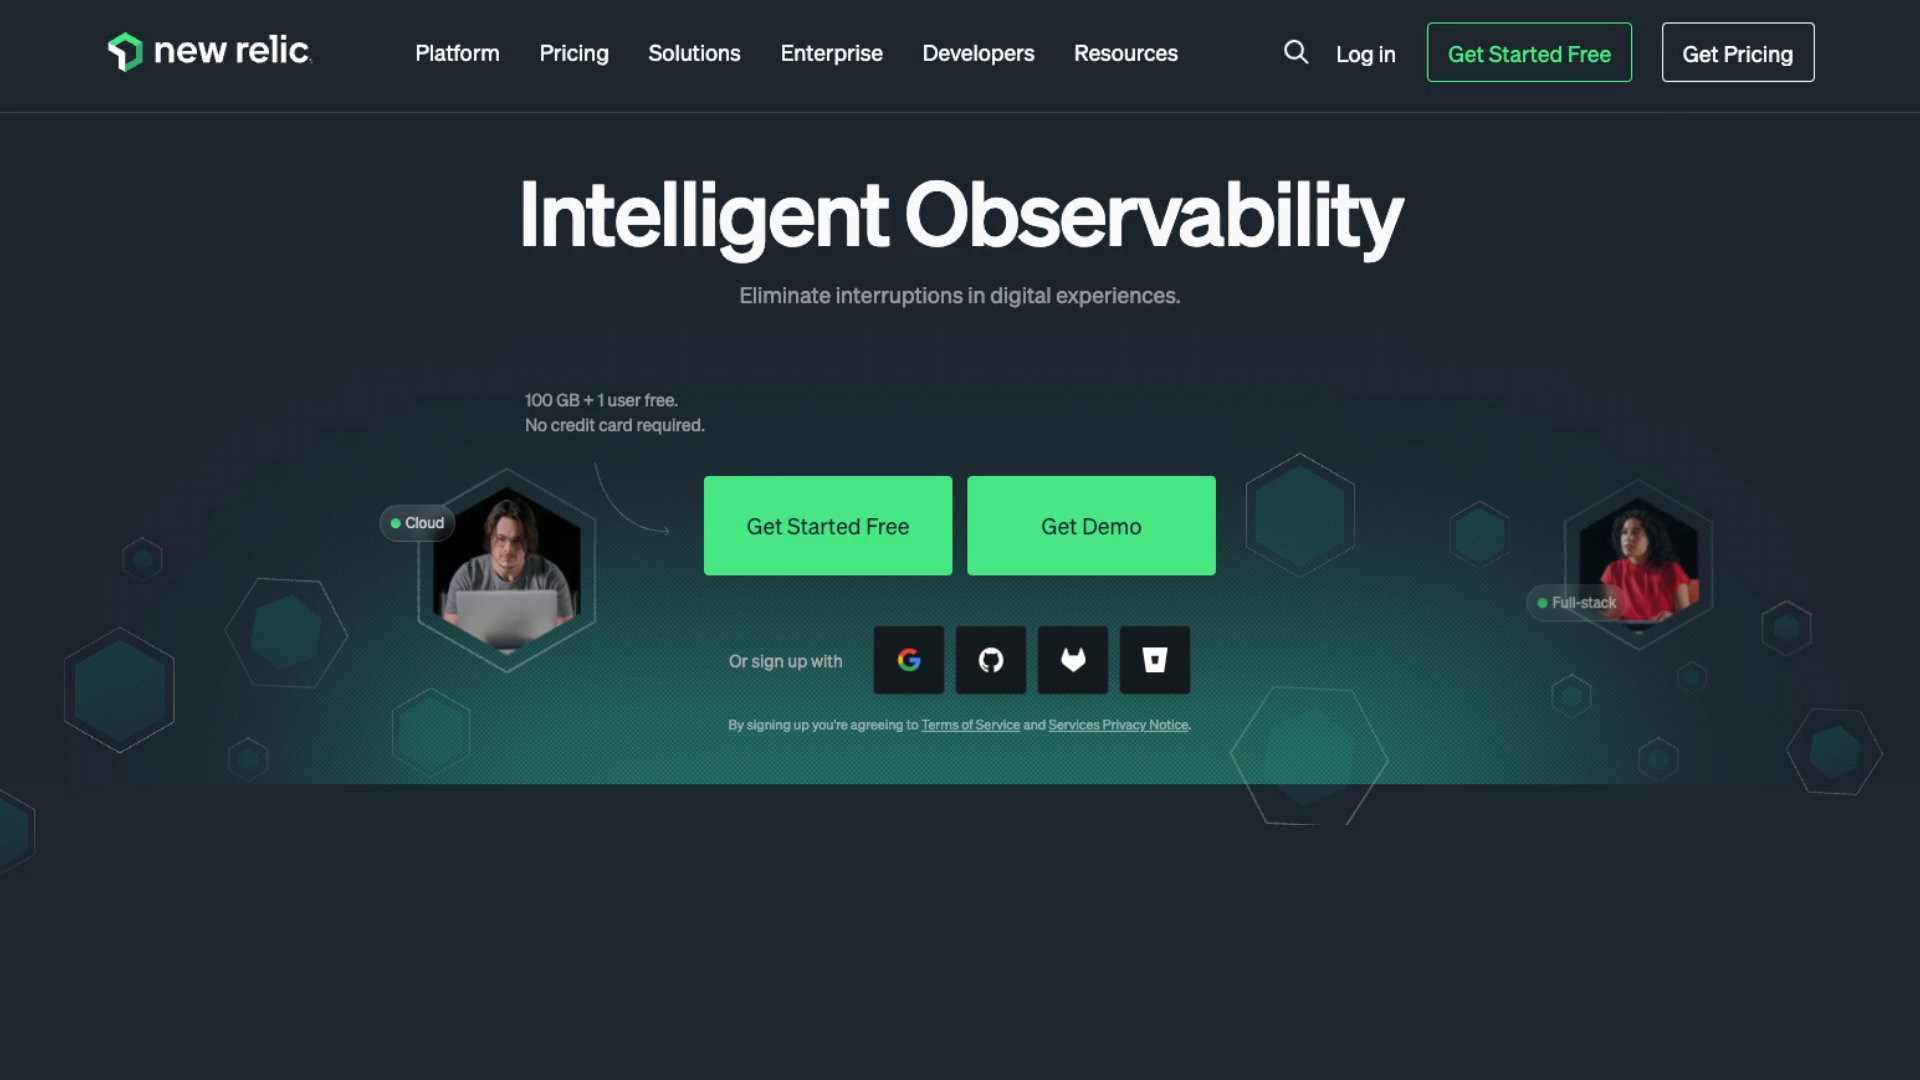 new relic
Platform
Pricing
Solutions
Enterprise
Developers
Resources
Log in
Get Started Free
Get Pricing
Intelligent Observability
Eliminate interruptions in digital experiences.
100 GB + 1 user free.
No credit card required.
Cloud
Get Started Free
Get Demo
Full-stack
Or sign up with
By signing up you're agreeing to Terms of Service and Services Privacy Notice.